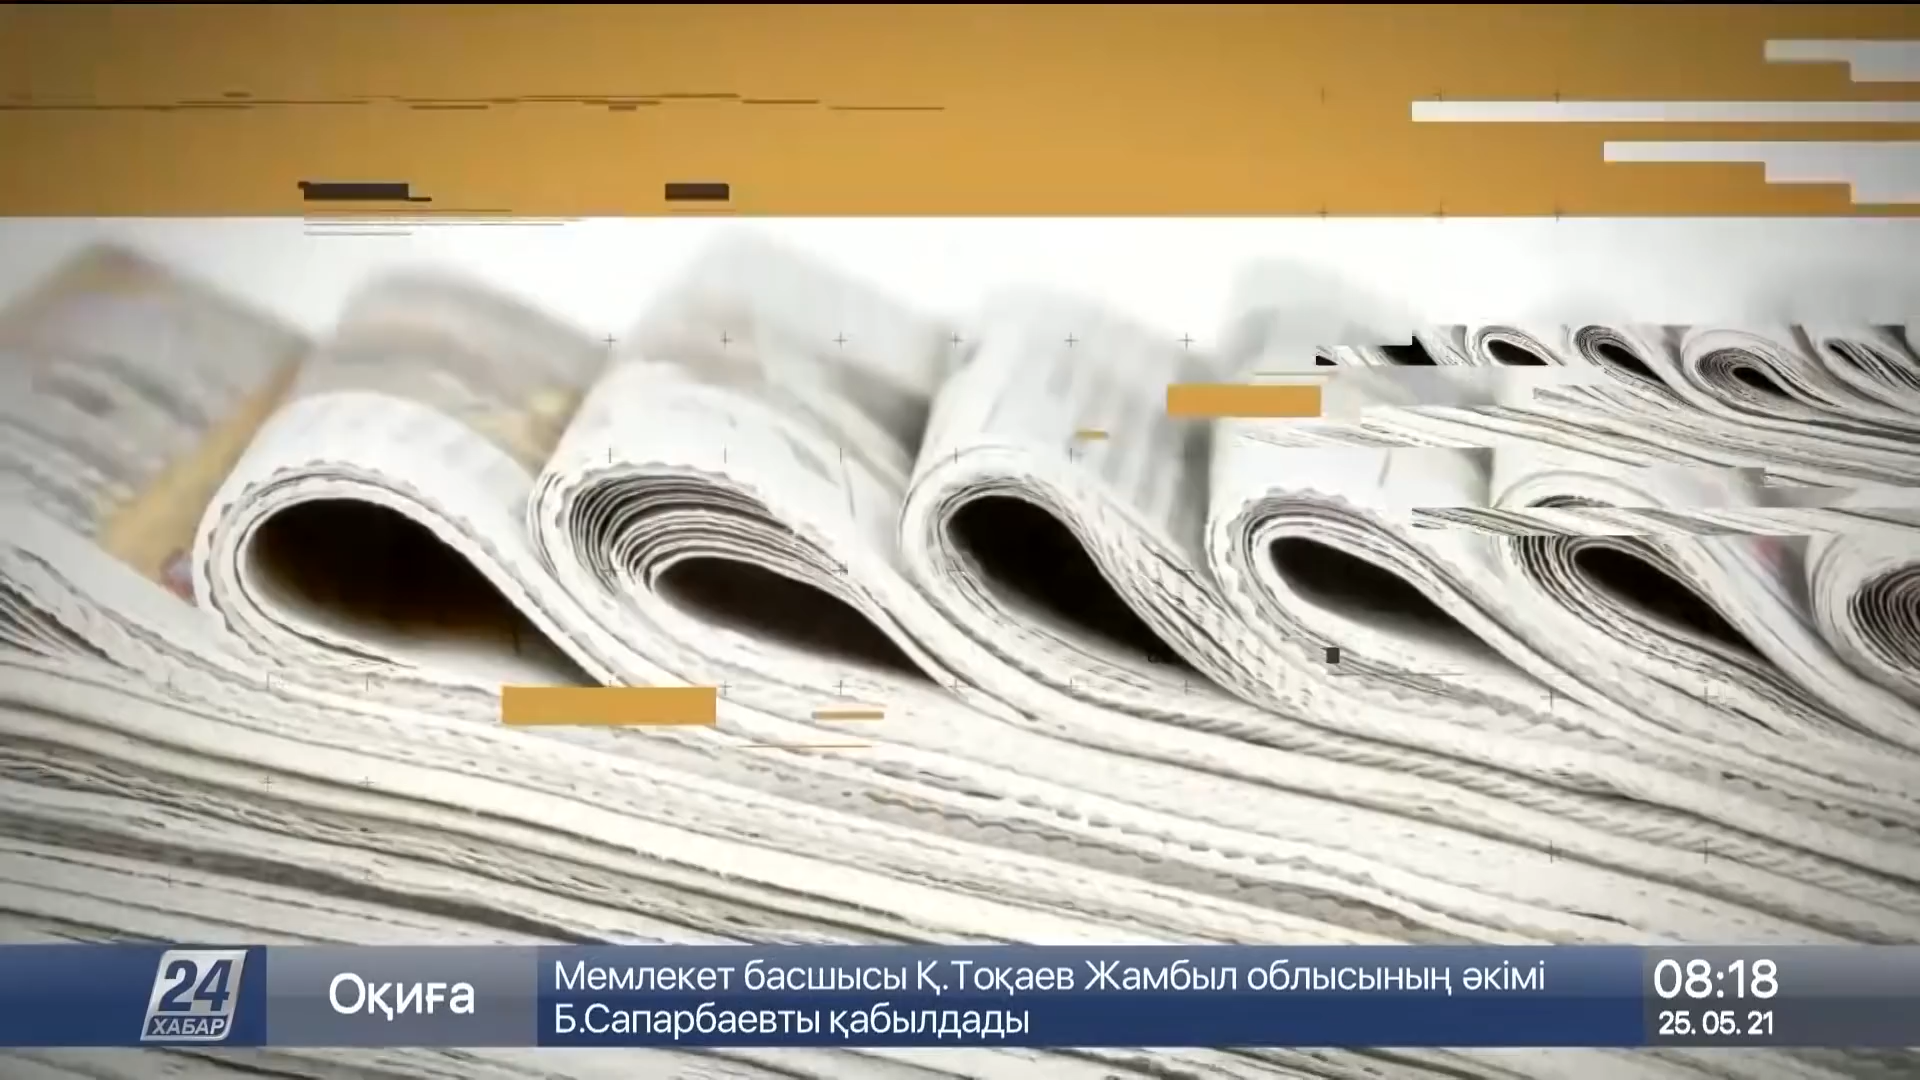 24
ХАБАР
Оқиға
Мемлекет басшысы Қ.Тоқаев Жамбыл облысының әкімі
Б.Сапарбаевты қабылдады
08:18
25. 05. 21